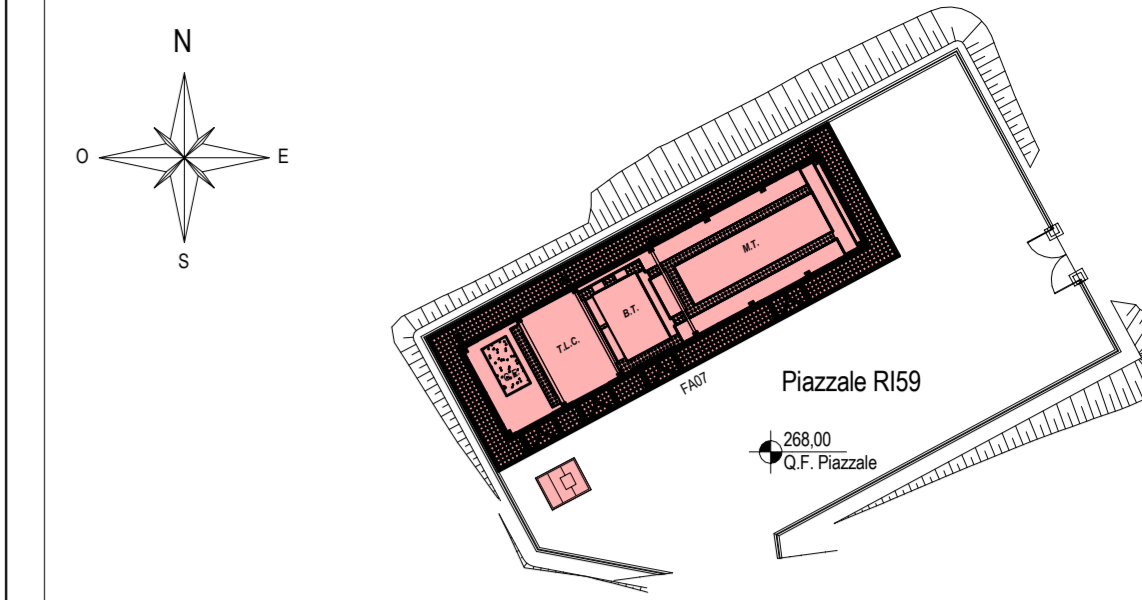 N
O
E
S
M.T.
B.T.
T.L.C.
FA07
Piazzale RI59
268,00
Q.F. Piazzale